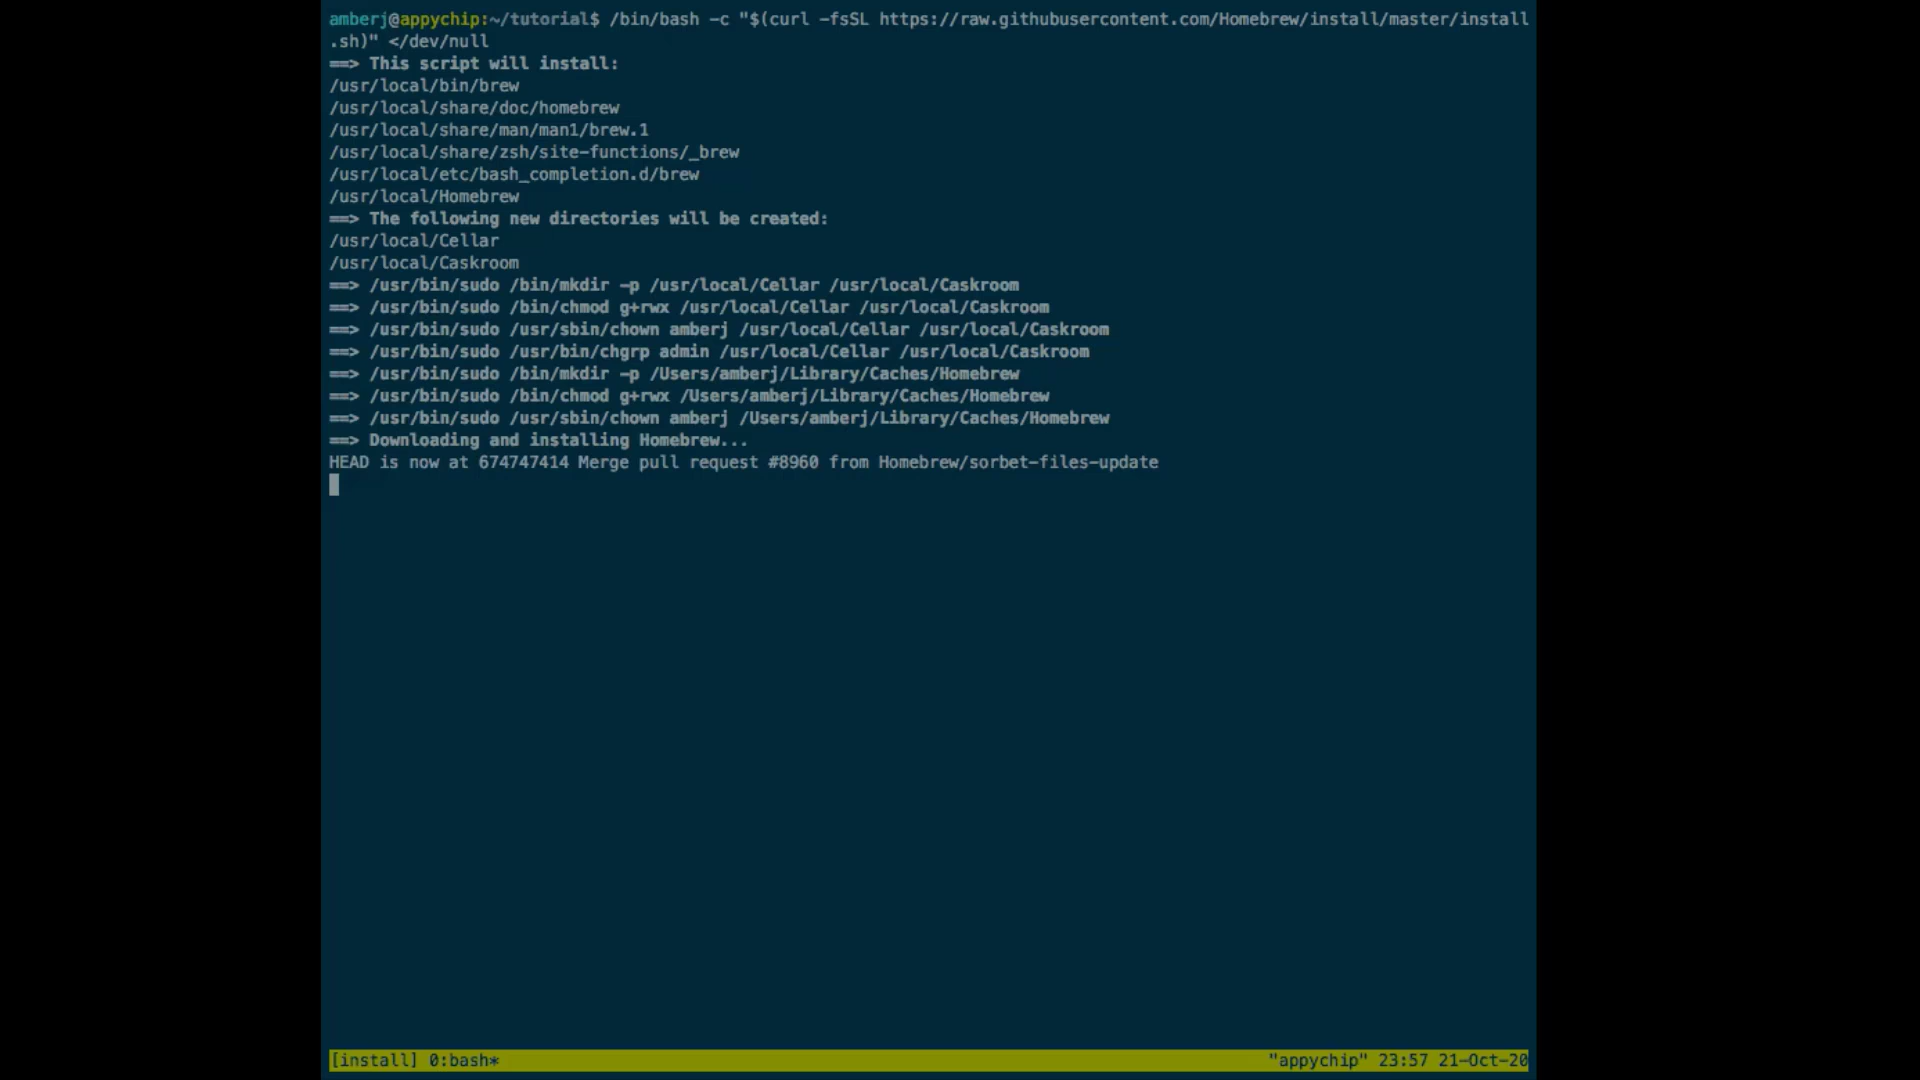 amberj@appychip:~/tutorial$ /bin/bash -c "$(curl -fsSL https://raw.githubusercontent.com/Homebrew/install/master/install
.sh)" </dev/null
==> This script will install:
/usr/local/bin/brew
/usr/local/share/doc/homebrew
/usr/local/share/man/man1/brew.1
/usr/local/share/zsh/site-functions/_brew
/usr/local/etc/bash_completion.d/brew
/usr/local/Homebrew
==> The following new directories will be created:
/usr/local/Cellar
/usr/local/Caskroom
==> /usr/bin/sudo /bin/mkdir -p /usr/local/Cellar /usr/local/Caskroom
==> /usr/bin/sudo /bin/chmod g+rwx /usr/local/Cellar /usr/local/Caskroom
==> /usr/bin/sudo /usr/sbin/chown amberj /usr/local/Cellar /usr/local/Caskroom
==> /usr/bin/sudo /usr/bin/chgrp admin /usr/local/Cellar /usr/local/Caskroom
==> /usr/bin/sudo /bin/mkdir -p /Users/amberj/Library/Caches/Homebrew
==> /usr/bin/sudo /bin/chmod g+rwx /Users/amberj/Library/Caches/Homebrew
==> /usr/bin/sudo /usr/sbin/chown amberj /Users/amberj/Library/Caches/Homebrew
==> Downloading and installing Homebrew...
HEAD is now at 674747414 Merge pull request #8960 from Homebrew/sorbet-files-update
[install] 0:bash* "appychip" 23:57 21-Oct-20